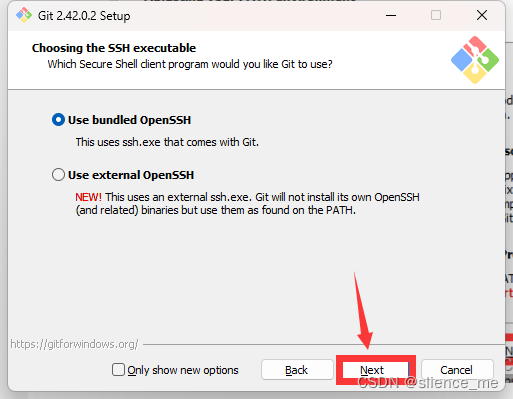 Git 2.42.0.2 Setup
Choosing the SSH executable
Which Secure Shell client program would you like Git to use?
Use bundled OpenSSH
This uses ssh.exe that comes with Git.
Use external OpenSSH
NEW! This uses an external ssh.exe. Git will not install its own OpenSSH
(and related) binaries but use them as found on the PATH.
https://gitforwindows.org/
Only show new options
Back
Next
Cancel
CSDN @silence_me